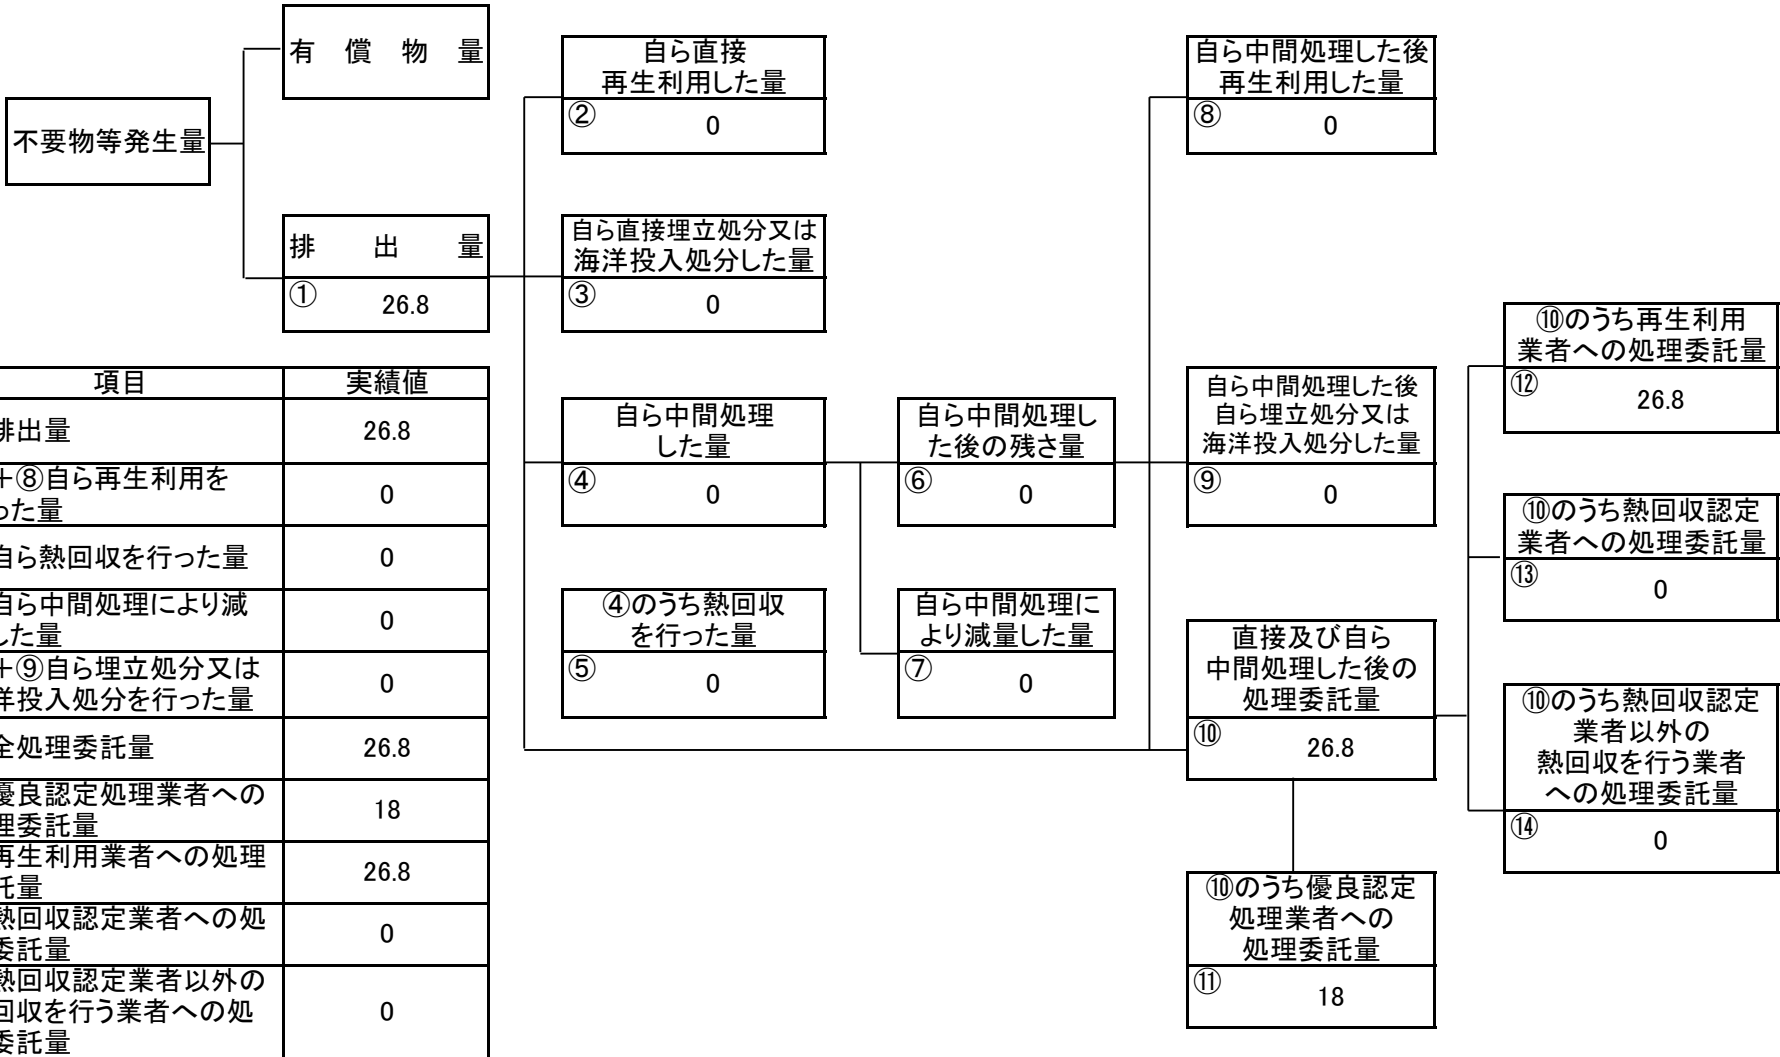 有償物量
不要物等発生量
排出量
① 26.8
自ら直接
再生利用した量
② 0
自ら直接埋立処分又は
海洋投入処分した量
③ 0
自ら中間処理
した量
④ 0
④のうち熱回収
を行った量
⑤ 0
自ら中間処理し
た後の残さ量
⑥ 0
自ら中間処理に
より減量した量
⑦ 0
自ら中間処理した後
再生利用した量
⑧ 0
自ら中間処理した後
自ら埋立処分又は
海洋投入処分した量
⑨ 0
直接及び自ら
中間処理した後の
処理委託量
⑩ 26.8
⑩のうち優良認定
処理業者への
処理委託量
⑪ 18
⑩のうち再生利用
業者への処理委託量
⑫ 26.8
⑩のうち熱回収認定
業者への処理委託量
⑬ 0
⑩のうち熱回収認定
業者以外の
熱回収を行う業者
への処理委託量
⑭ 0
項目 実績値
排出量 26.8
+⑧自ら再生利用を
った量 0
自ら熱回収を行った量 0
自ら中間処理により減
した量 0
+⑨自ら埋立処分又は
洋投入処分を行った量 0
全処理委託量 26.8
優良認定処理業者への
理委託量 18
再生利用業者への処理
託量 26.8
熱回収認定業者への処
委託量 0
熱回収認定業者以外の
回収を行う業者への処
委託量 0